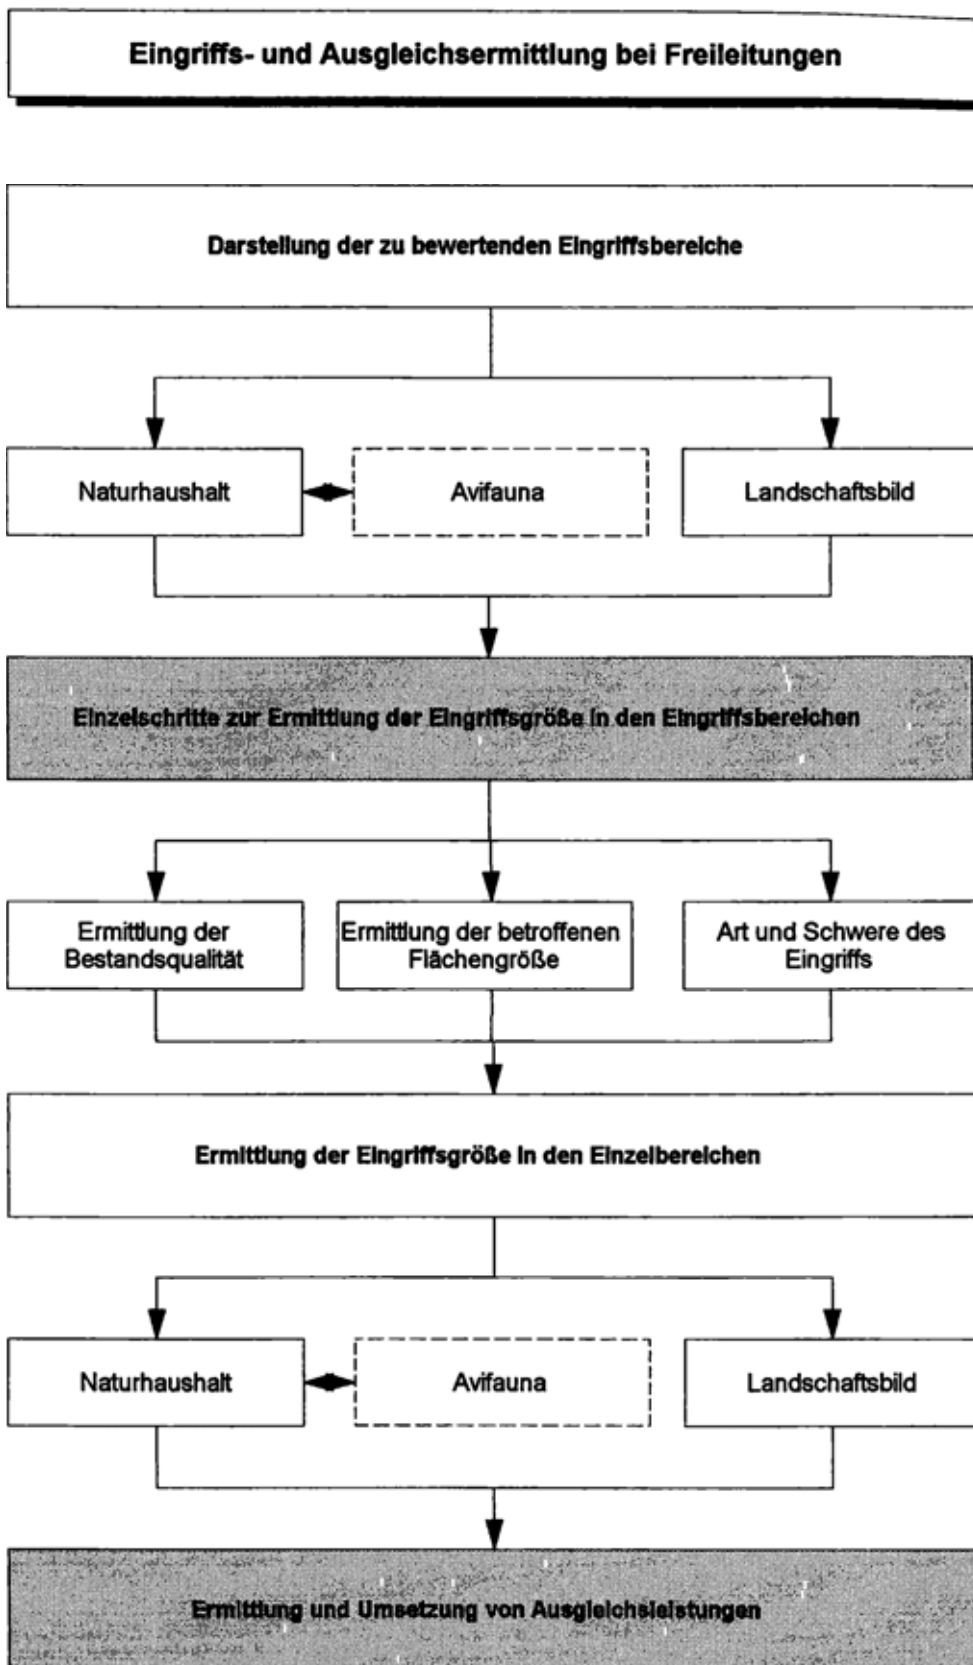 Eingriffs- und Ausgleichsermittlung bei Freileitungen
Darstellung der zu bewertenden Eingriffsbereiche
Naturhaushalt
Avifauna
Landschaftsbild
Einzelschritte zur Ermittlung der Eingriffsgröße in den Eingriffsbereichen
Ermittlung der
Bestandsqualität
Ermittlung der betroffenen
Flächengröße
Art und Schwere des
Eingriffs
Ermittlung der Eingriffsgröße in den Einzelbereichen
Naturhaushalt
Avifauna
Landschaftsbild
Ermittlung und Umsetzung von Ausgleichsleistungen